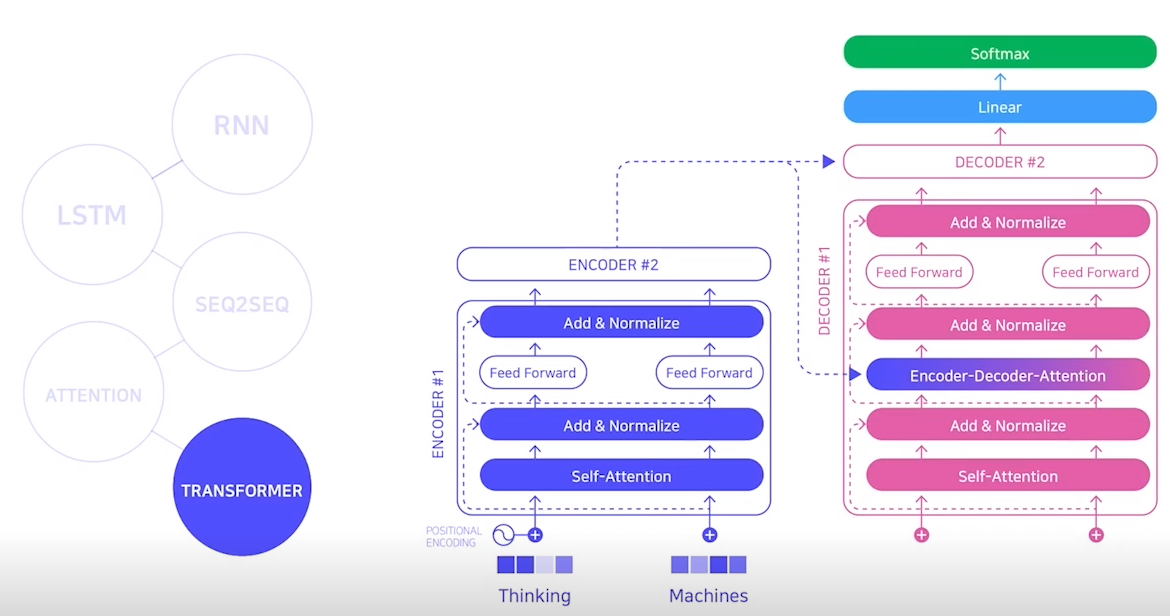 RNN
LSTM
SEQ2SEQ
ATTENTION
TRANSFORMER
ENCODER #2
ENCODER #1
Add & Normalize
Feed Forward
Feed Forward
Add & Normalize
Self-Attention
POSITIONAL
ENCODING
Thinking
Machines
Softmax
Linear
DECODER #2
DECODER #1
Add & Normalize
Feed Forward
Feed Forward
Add & Normalize
Encoder-Decoder-Attention
Add & Normalize
Self-Attention